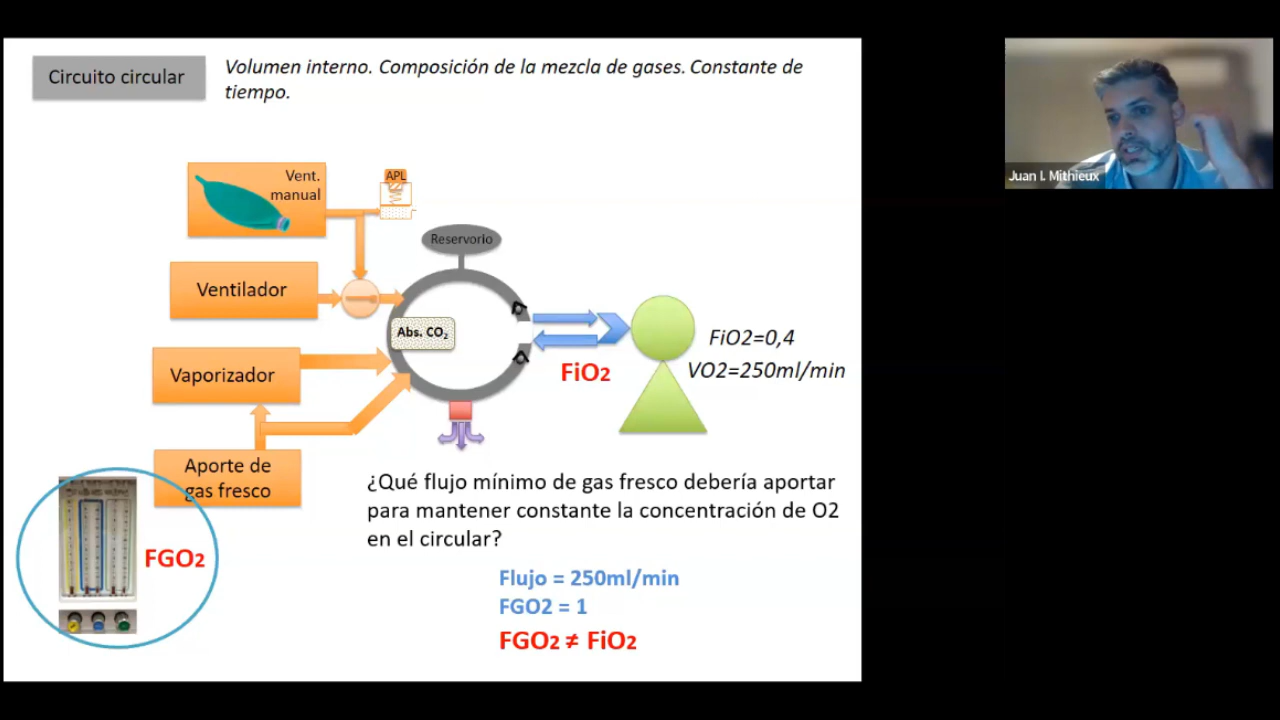 Circuito circular
Volumen interno. Composición de la mezcla de gases. Constante de
tiempo.
Juan I. Mithieux
Vent.
manual
APL
Reservorio
Ventilador
Abs. CO₂
FiO2=0,4
VO2=250ml/min
FiO2
Vaporizador
Aporte de
gas fresco
FGO2
¿Qué flujo mínimo de gas fresco debería aportar
para mantener constante la concentración de O2
en el circular?
Flujo = 250ml/min
FGO2 = 1
FGO2 ≠ FiO2